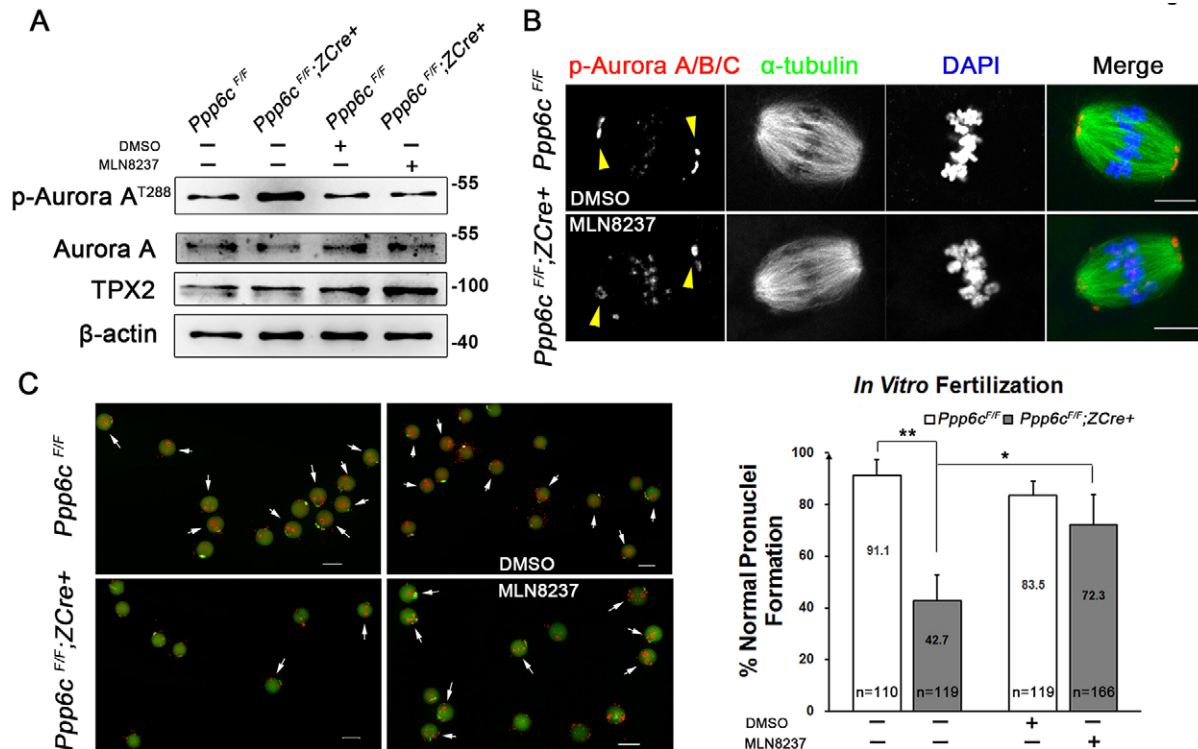 A
Ppp6c F/F
Ppp6c F/F;ZCre+
Ppp6c F/F
Ppp6c F/F;ZCre+
DMSO – – + –
MLN8237 – – – +
p-Aurora A T288
-55
Aurora A
-55
TPX2
-100
β-actin
-40
B
p-Aurora A/B/C α-tubulin DAPI Merge
Ppp6c F/F
DMSO
Ppp6c F/F;ZCre+
MLN8237
C
Ppp6c F/F
DMSO
Ppp6c F/F;ZCre+
MLN8237
In Vitro Fertilization
Ppp6c F/F Ppp6c F/F;ZCre+
% Normal Pronuclei
Formation
100
80
60
40
20
0
**
*
91.1
42.7
83.5
72.3
n=110 n=119 n=119 n=166
DMSO – – + –
MLN8237 – – – +